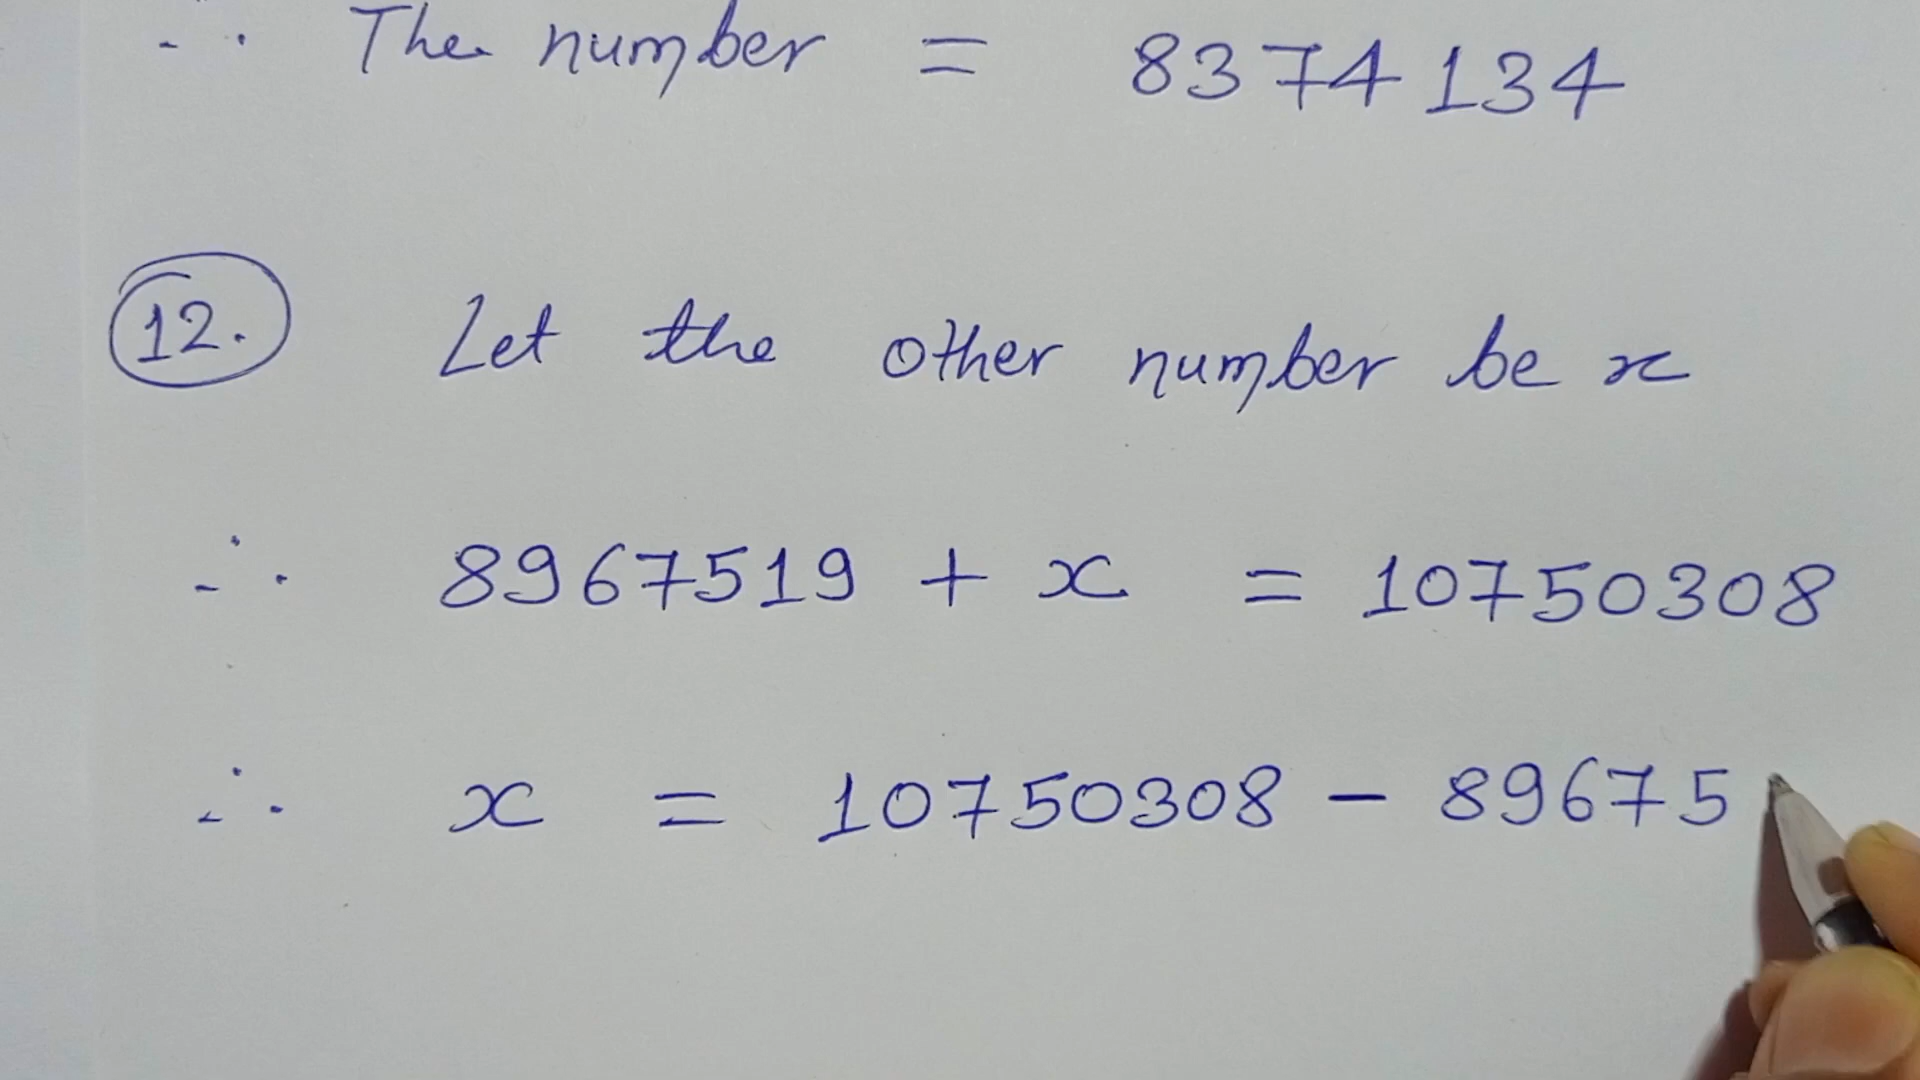 ∴ The number = 8374134
12. Let the other number be x
∴ 8967519 + x = 10750308
∴ x = 10750308 - 89675